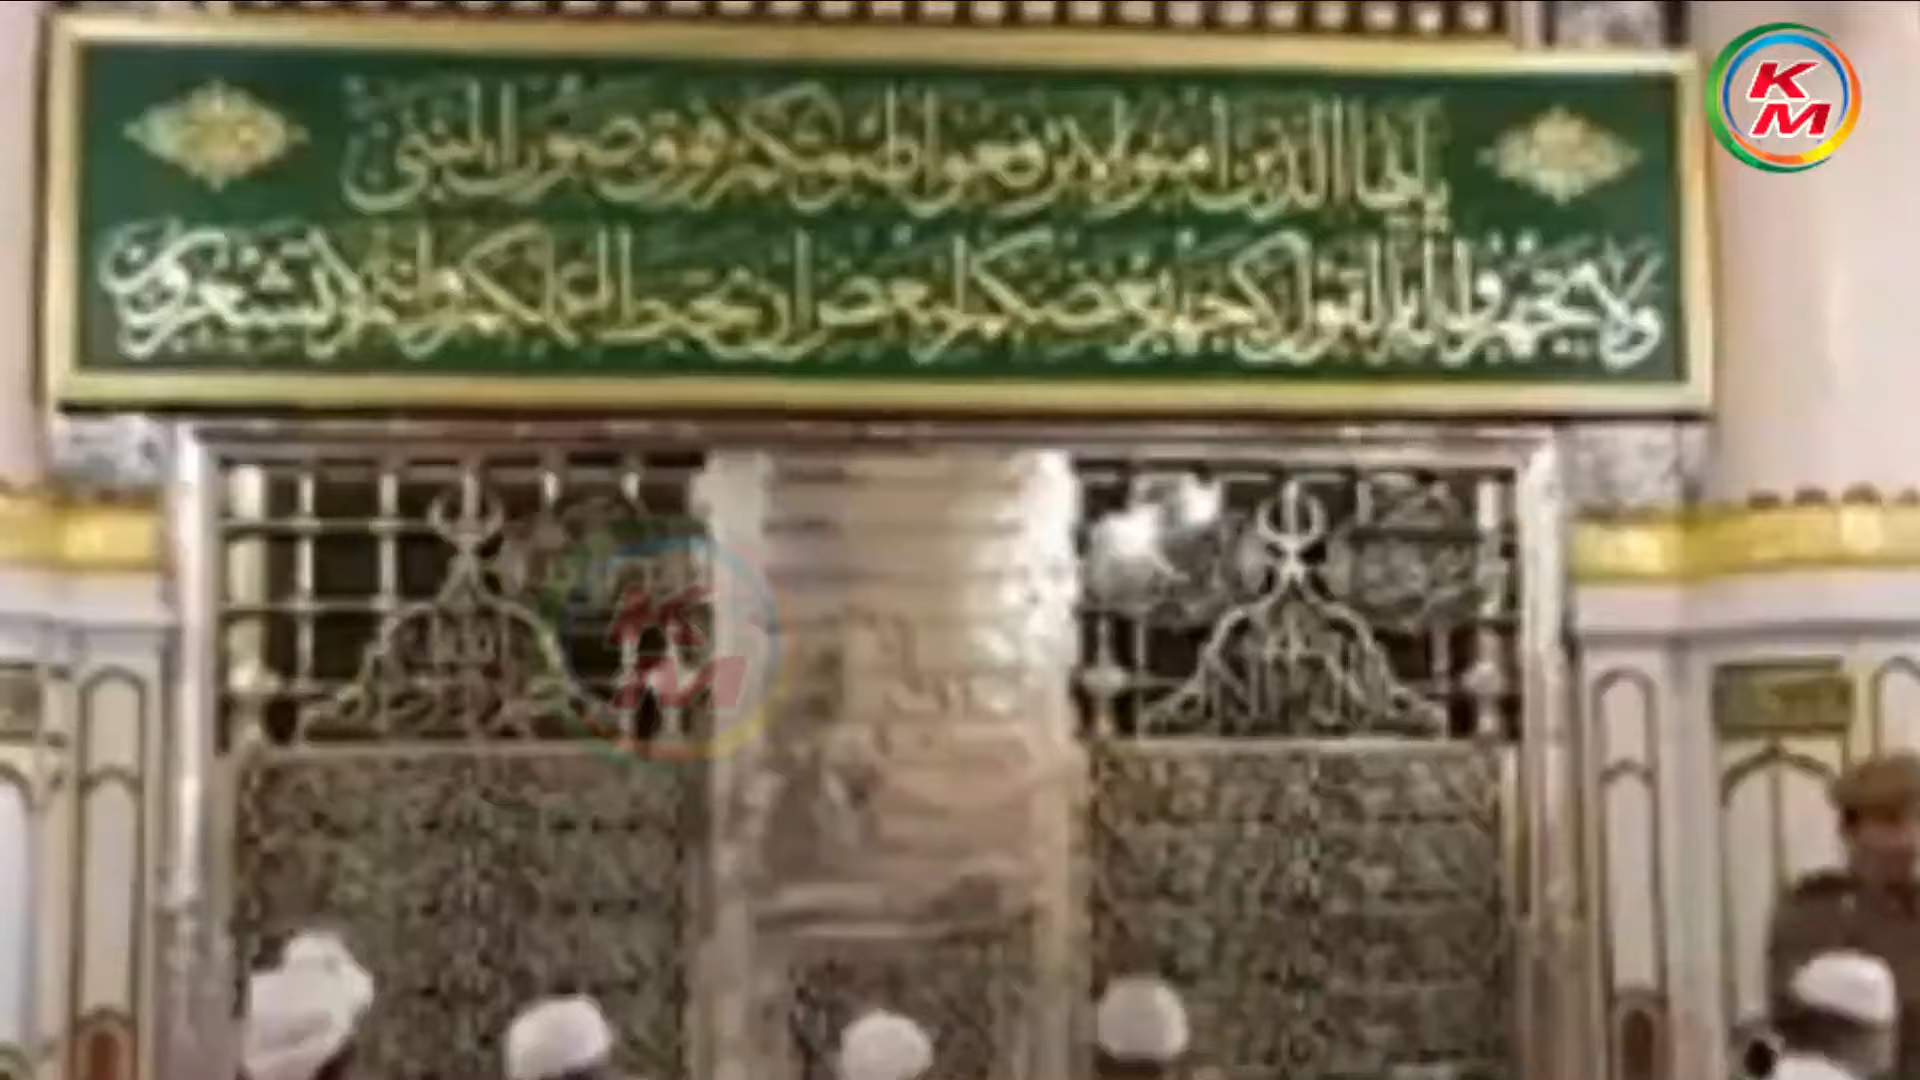 يا أيها الذين آمنوا لا ترفعوا أصواتكم فوق صوت النبي
ولا تجهروا له بالقول كجهر بعضكم لبعض أن تحبط أعمالكم وأنتم لا تشعرون
KM
KM